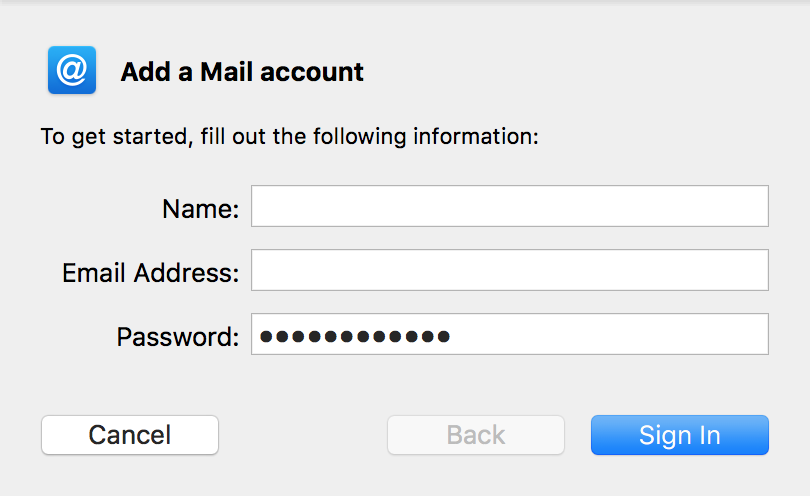 Add a Mail account
To get started, fill out the following information:
Name:
Email Address:
Password: ●●●●●●●●●●●●
Cancel Back Sign In